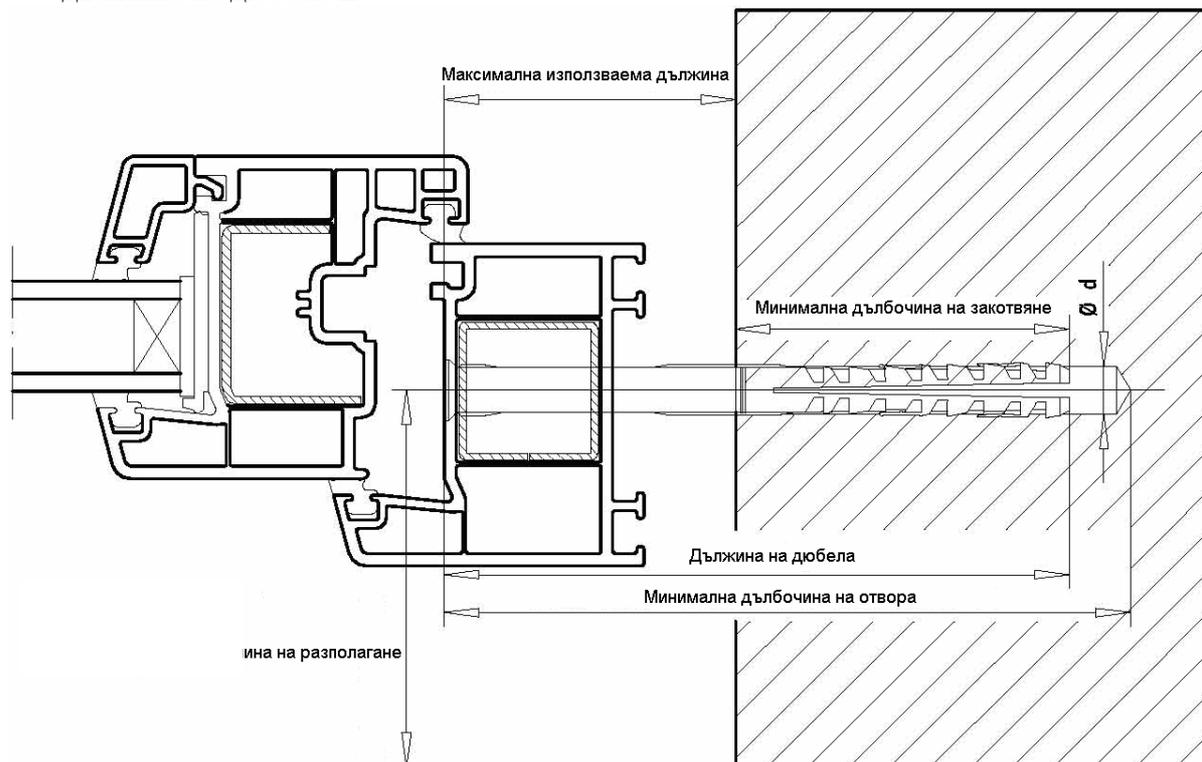 Максимална използваема дължина
Минимална дълбочина на закотвяне
Ø d
Дължина на дюбела
Минимална дълбочина на отвора
ина на разполагане